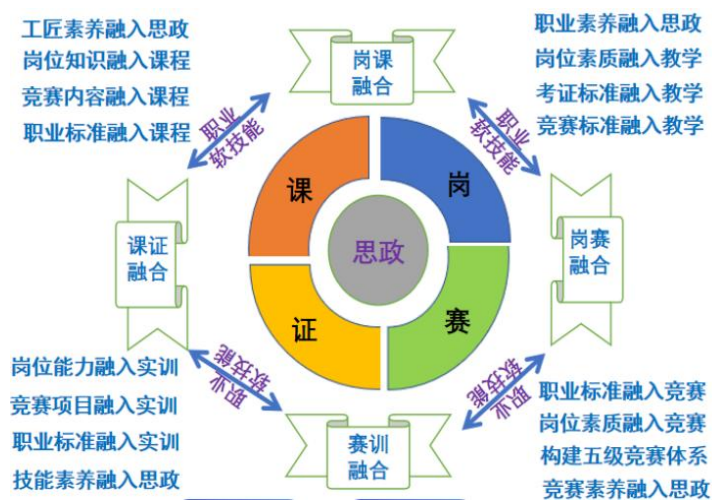 工匠素养融入思政
岗位知识融入课程
竞赛内容融入课程
职业标准融入课程
岗课
融合
职业素养融入思政
岗位素质融入教学
考证标准融入教学
竞赛标准融入教学
职业
软技能
职业
软技能
课
岗
思政
证
赛
课证
融合
岗赛
融合
岗位能力融入实训
竞赛项目融入实训
职业标准融入实训
技能素养融入思政
职业
软技能
赛训
融合
职业
软技能
职业标准融入竞赛
岗位素质融入竞赛
构建五级竞赛体系
竞赛素养融入思政